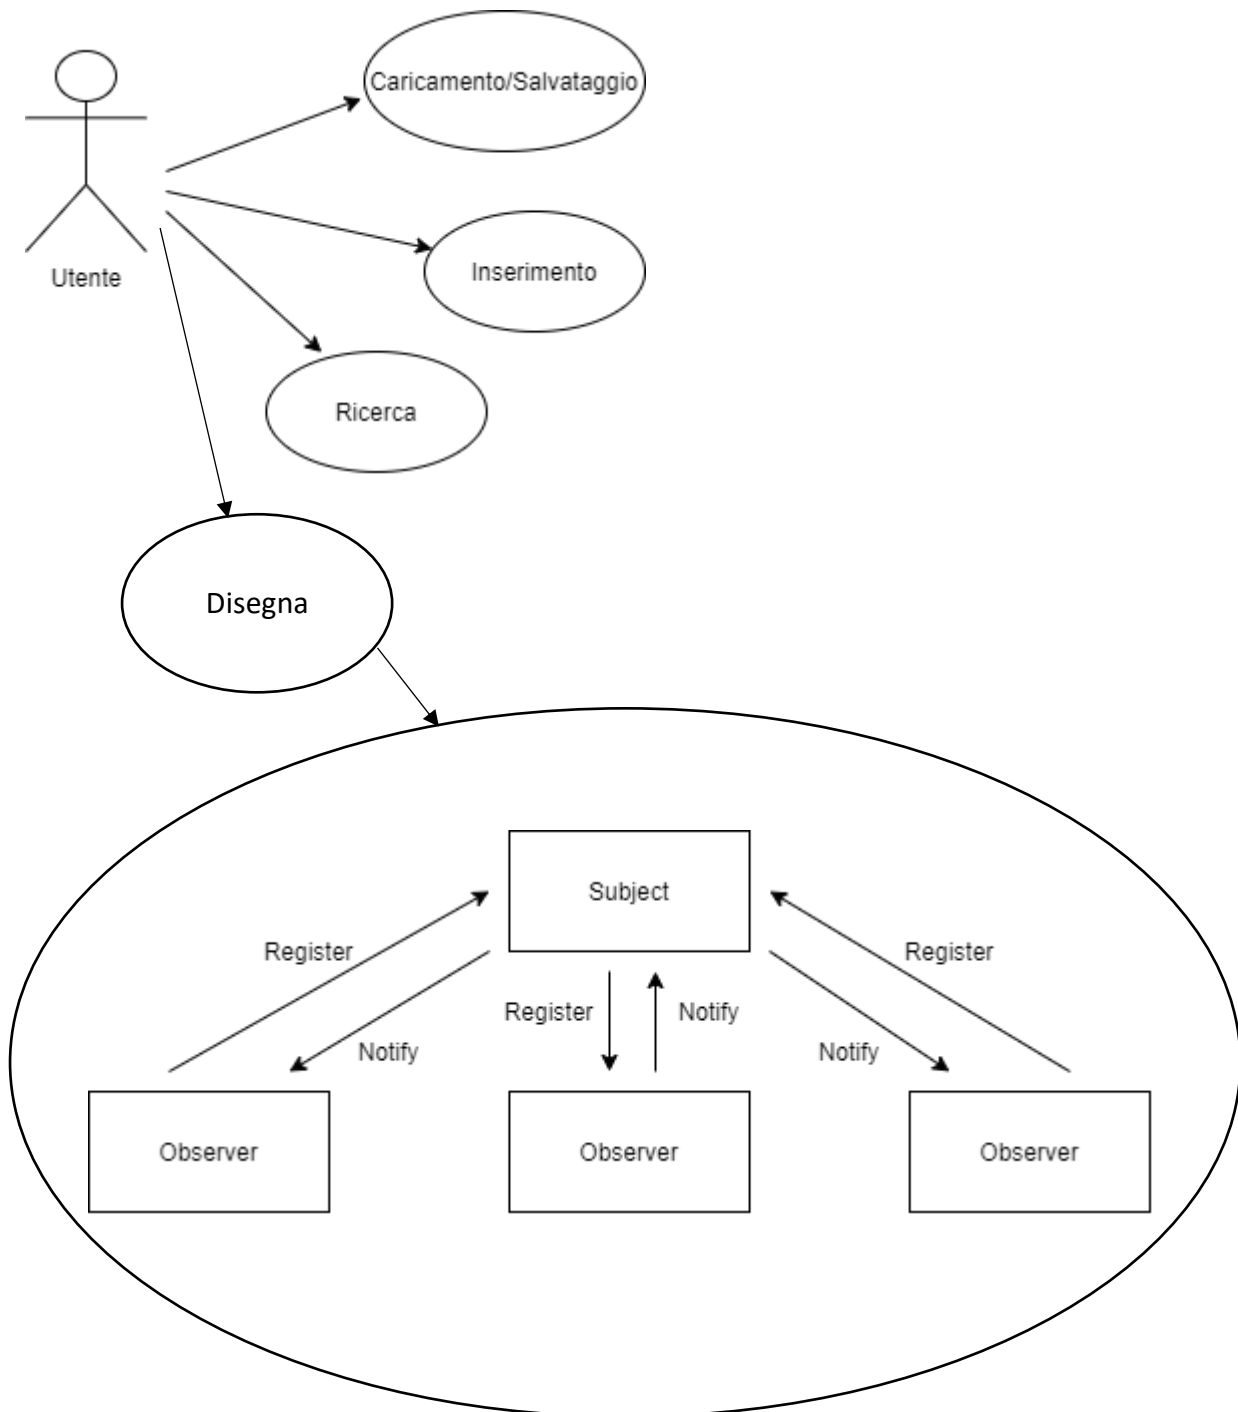 Caricamento/Salvataggio
Utente
Inserimento
Ricerca
Disegna
Subject
Register
Register
Register
Notify
Notify
Notify
Observer
Observer
Observer